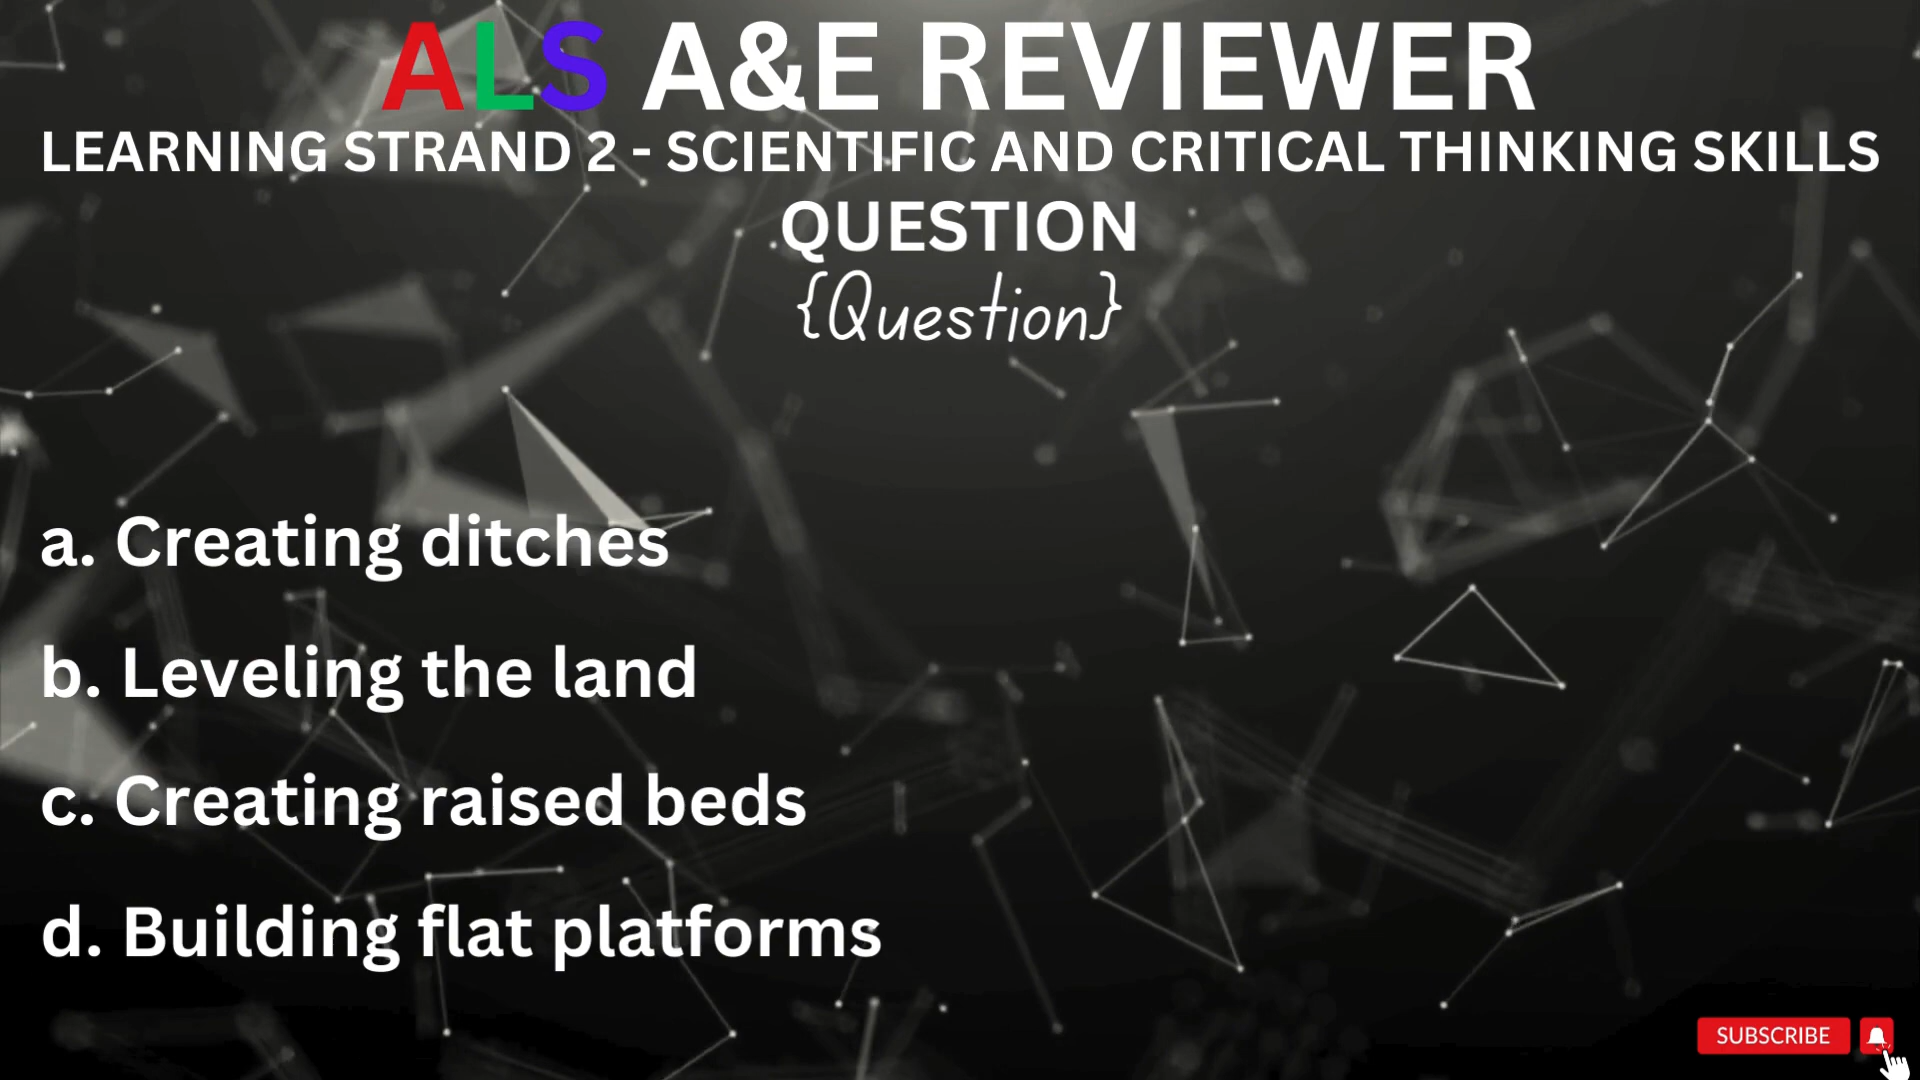 ALS A&E REVIEWER
LEARNING STRAND 2 - SCIENTIFIC AND CRITICAL THINKING SKILLS
QUESTION
{Question}
a. Creating ditches
b. Leveling the land
c. Creating raised beds
d. Building flat platforms
SUBSCRIBE